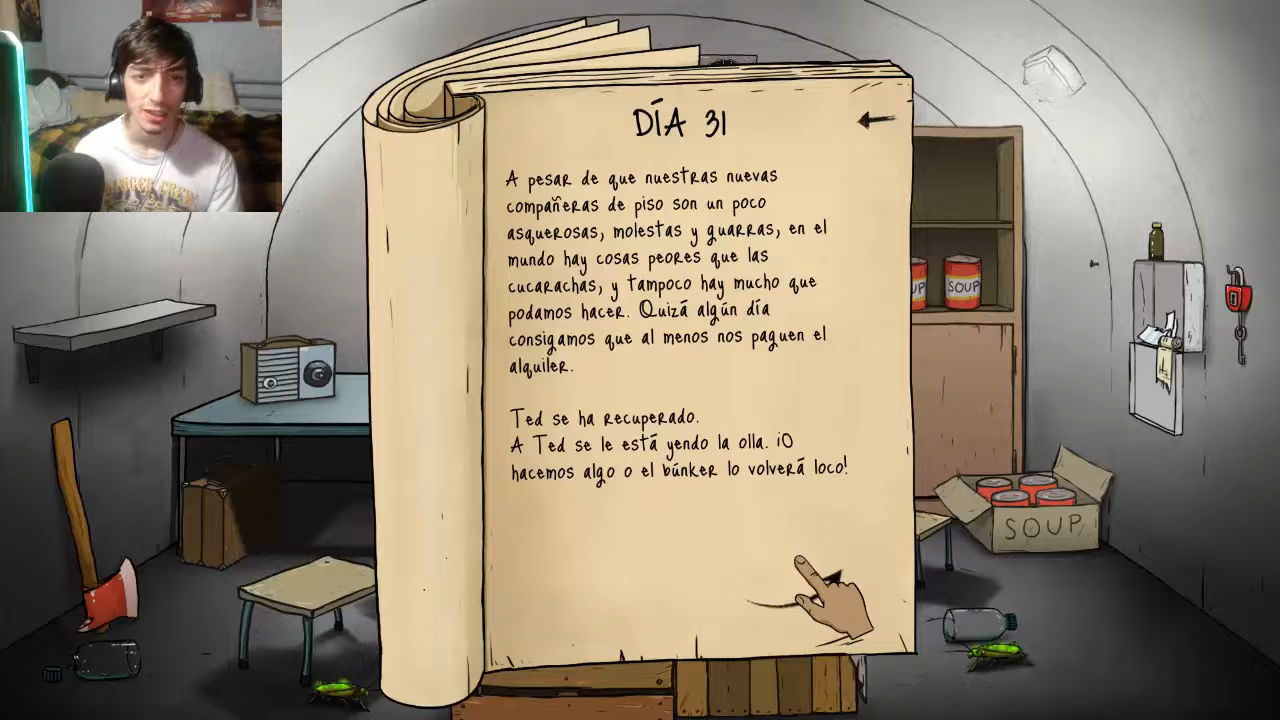 DÍA 31
A pesar de que nuestras nuevas
compañeras de piso son un poco
asquerosas, molestas y guarras, en el
mundo hay cosas peores que las
cucarachas, y tampoco hay mucho que
podamos hacer. Quizá algún día
consigamos que al menos nos paguen el
alquiler.
Ted se ha recuperado.
A Ted se le está yendo la olla. ¡O
hacemos algo o el búnker lo volverá loco!
UP
SOUP
SOUP